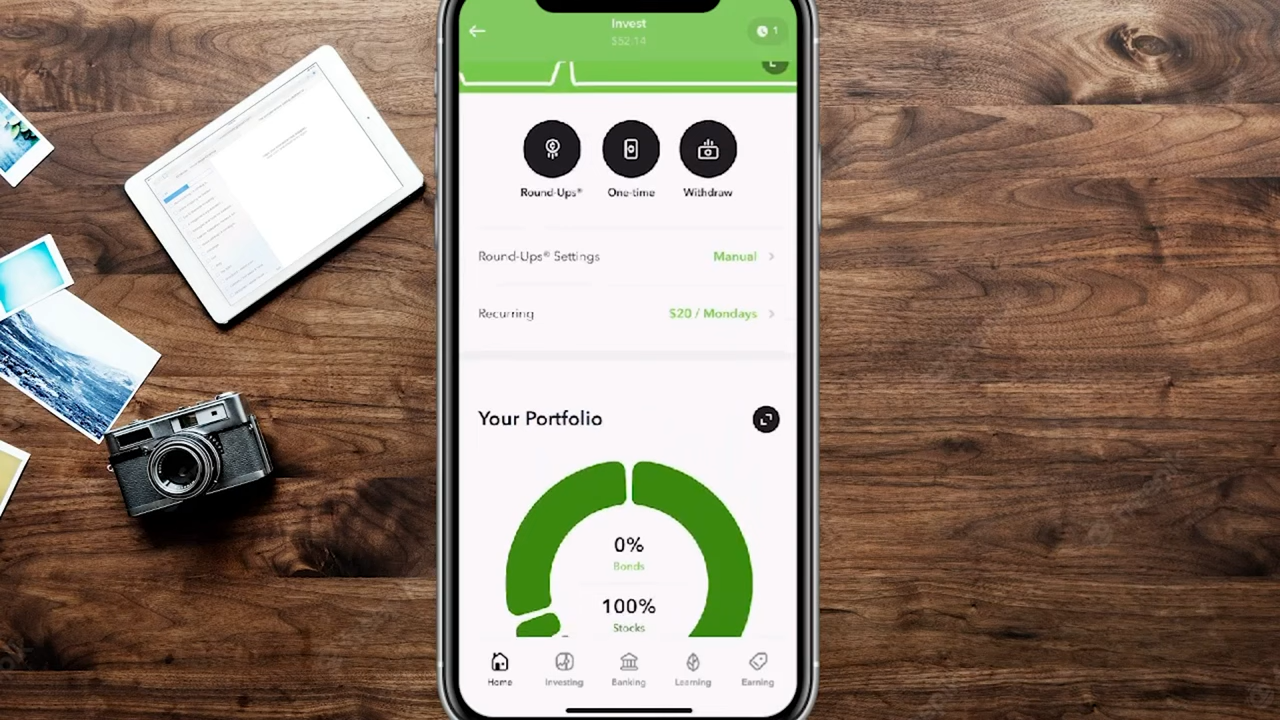 Invest
$52.14
1
Round-Ups®
One-time
Withdraw
Round-Ups® Settings
Manual
Recurring
$20 / Mondays
Your Portfolio
0%
Bonds
100%
Stocks
Home
Investing
Banking
Learning
Earning